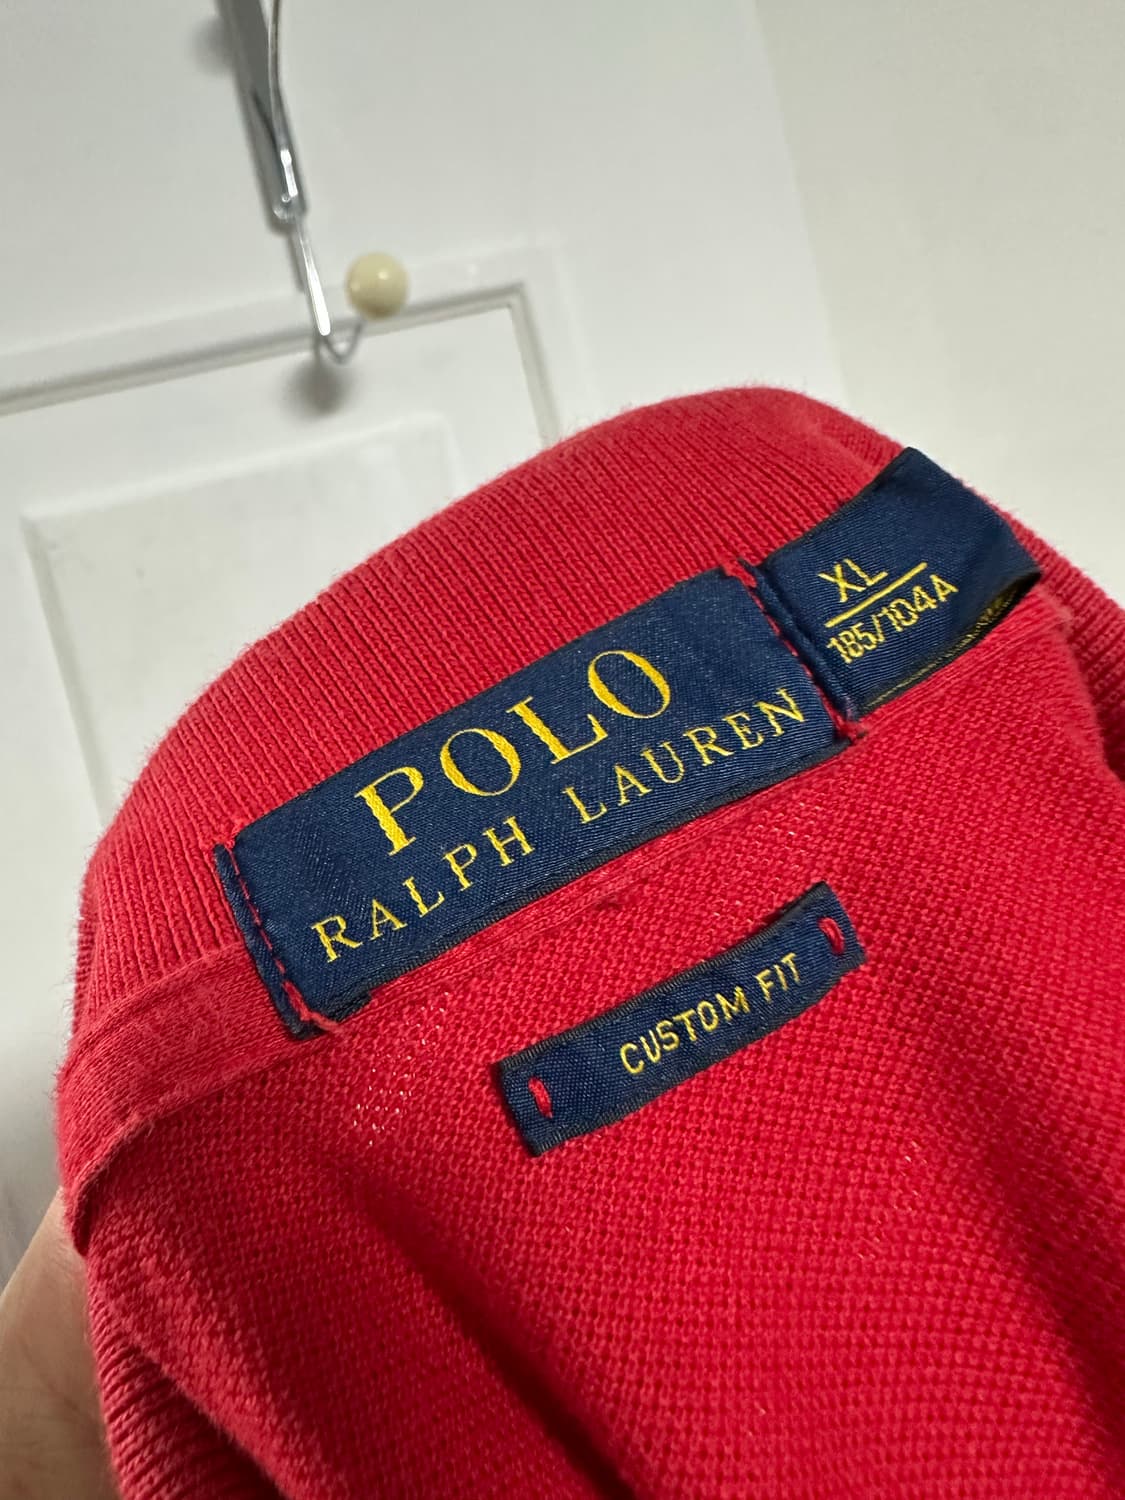 POLO
RALPH LAUREN
XL
185/104A
CUSTOM FIT